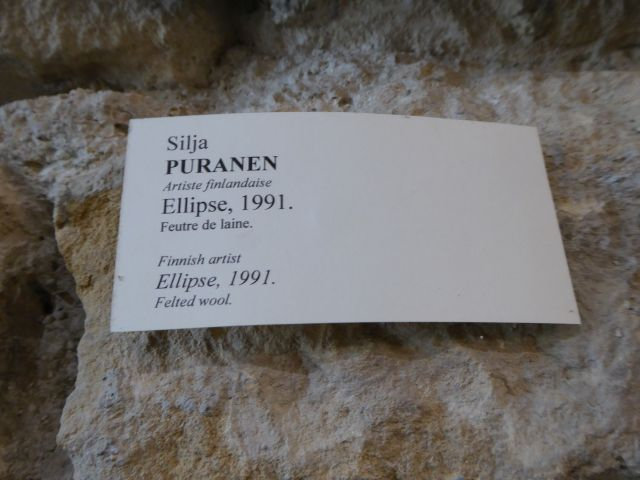 Silja
PURANEN
Artiste finlandaise
Ellipse, 1991.
Feutre de laine.
Finnish artist
Ellipse, 1991.
Felted wool.